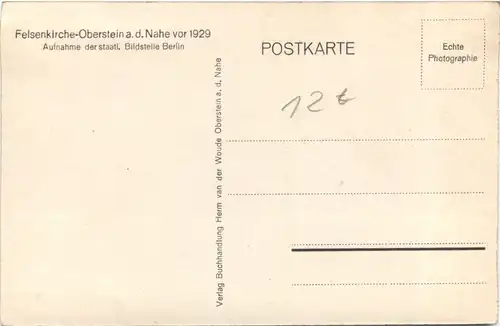 Felsenkirche-Oberstein a. d. Nahe vor 1929
Aufnahme der staatl. Bildstelle Berlin
Verlag Buchhandlung Herm van der Woude Oberstein a. d. Nahe
POSTKARTE
Echte
Photographie
12€